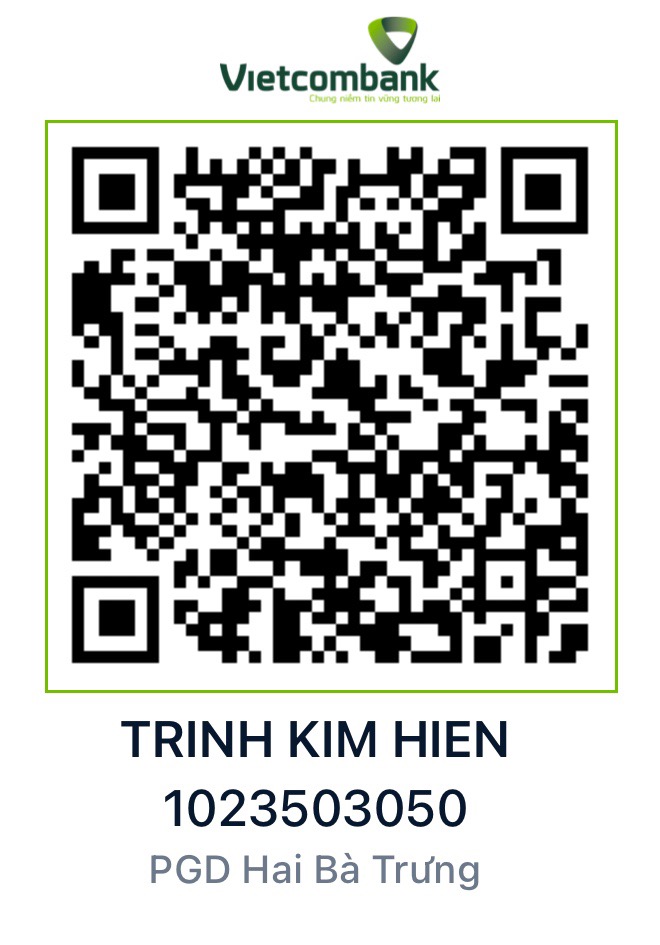 Vietcombank
Chung niềm tin vững tương lai
TRINH KIM HIEN
1023503050
PGD Hai Bà Trưng